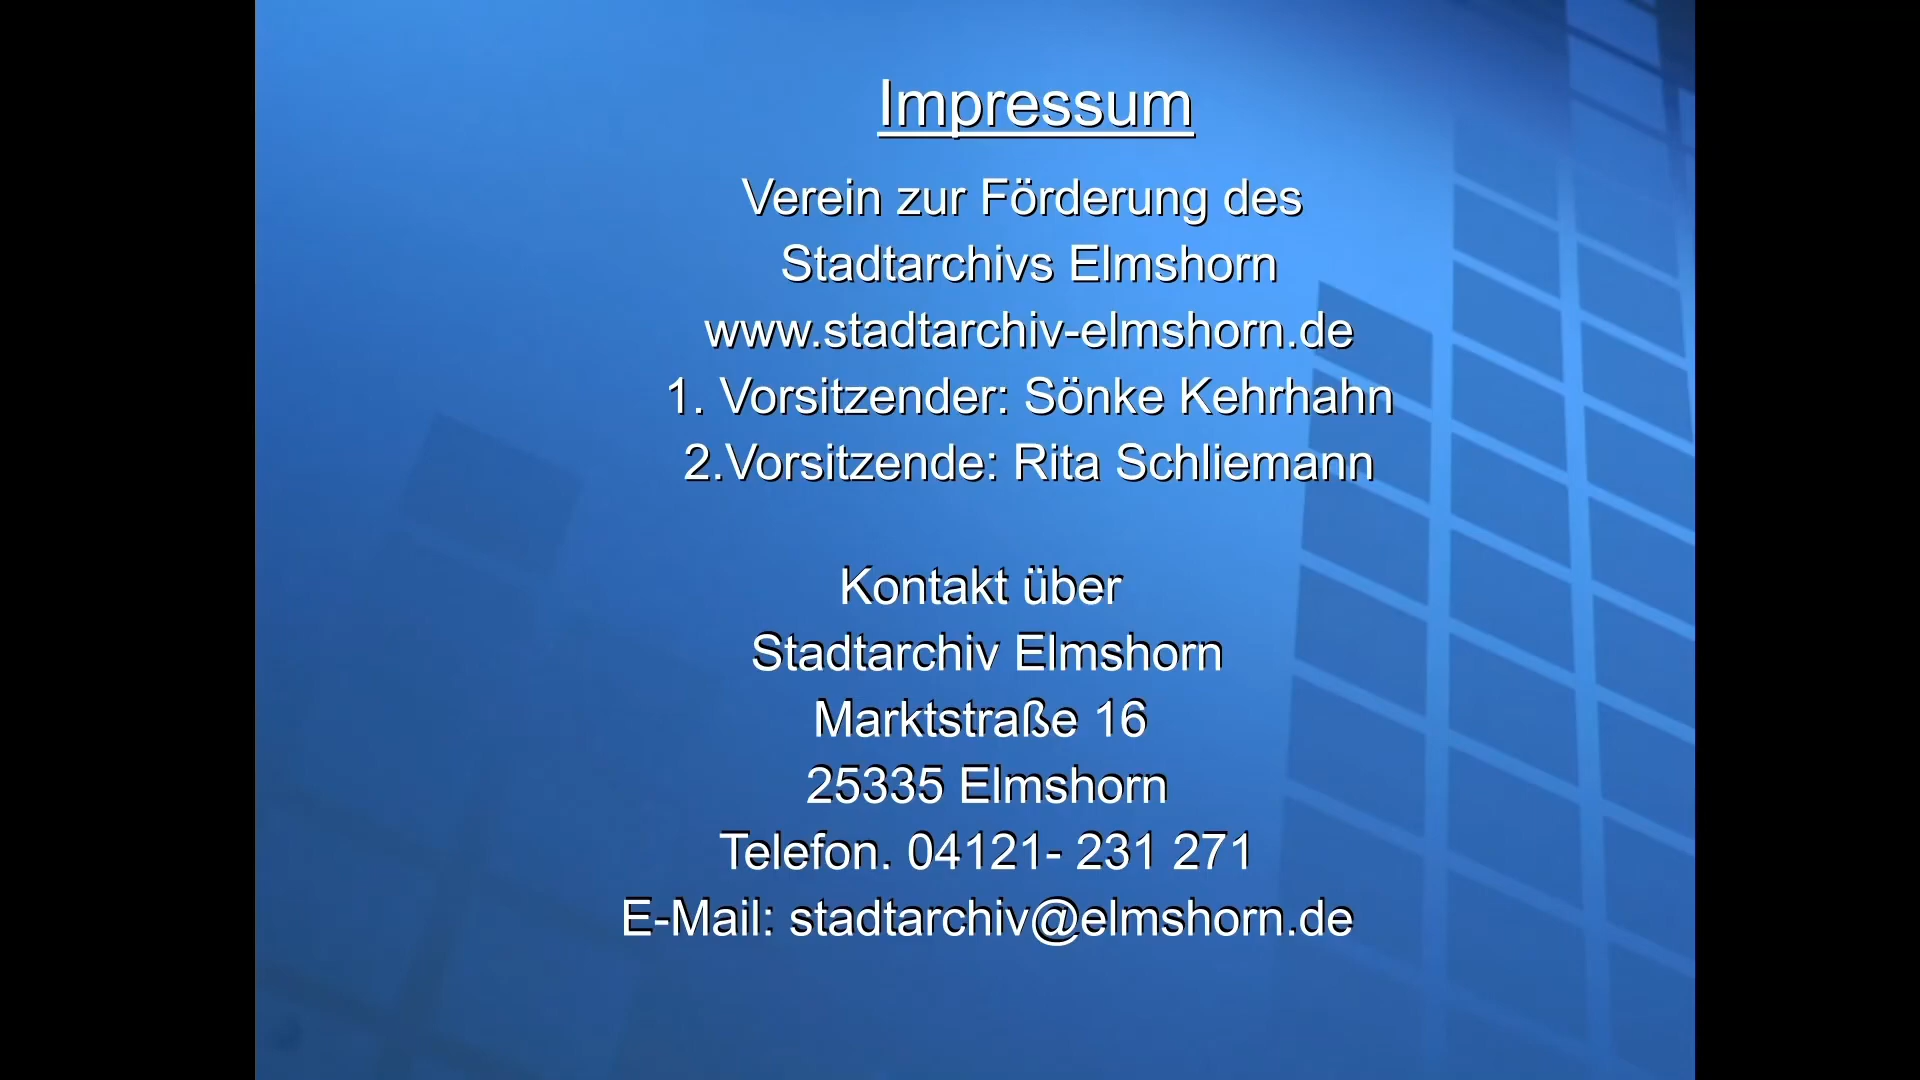 Impressum
Verein zur Förderung des
Stadtarchivs Elmshorn
www.stadtarchiv-elmshorn.de
1. Vorsitzender: Sönke Kehrhahn
2.Vorsitzende: Rita Schliemann
Kontakt über
Stadtarchiv Elmshorn
Marktstraße 16
25335 Elmshorn
Telefon. 04121- 231 271
E-Mail: stadtarchiv@elmshorn.de